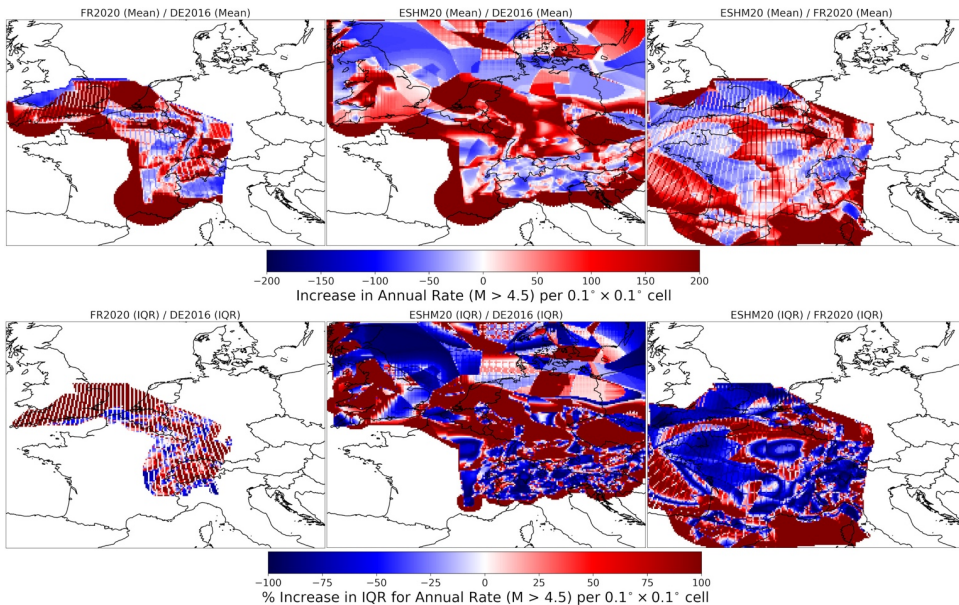 FR2020 (Mean) / DE2016 (Mean)
ESHM20 (Mean) / DE2016 (Mean)
ESHM20 (Mean) / FR2020 (Mean)
−200 −150 −100 −50 0 50 100 150 200
Increase in Annual Rate (M > 4.5) per 0.1° × 0.1° cell
FR2020 (IQR) / DE2016 (IQR)
ESHM20 (IQR) / DE2016 (IQR)
ESHM20 (IQR) / FR2020 (IQR)
−100 −75 −50 −25 0 25 50 75 100
% Increase in IQR for Annual Rate (M > 4.5) per 0.1° × 0.1° cell